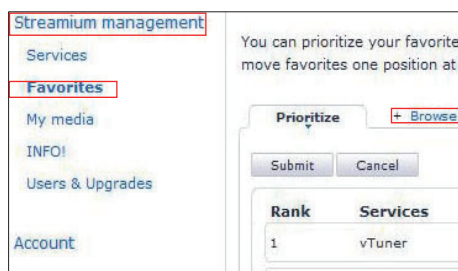 Streamium management
Services
Favorites
My media
INFO!
Users & Upgrades
Account
You can prioritize your favorite
move favorites one position at
Prioritize
+ Browse
Submit Cancel
Rank Services
1 vTuner